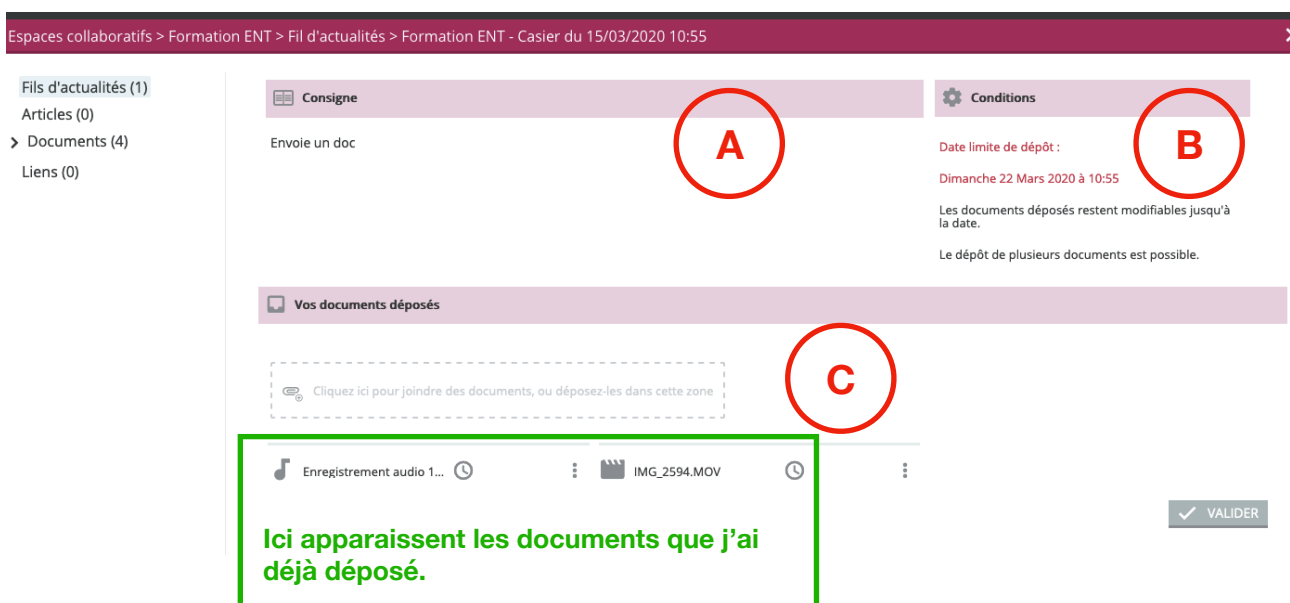 Espaces collaboratifs > Formation ENT > Fil d'actualités > Formation ENT - Casier du 15/03/2020 10:55
Fils d'actualités (1)
Articles (0)
Documents (4)
Liens (0)
Consigne
A
Envoie un doc
Conditions
B
Date limite de dépôt :
Dimanche 22 Mars 2020 à 10:55
Les documents déposés restent modifiables jusqu'à
la date.
Le dépôt de plusieurs documents est possible.
Vos documents déposés
Cliquez ici pour joindre des documents, ou déposez-les dans cette zone
C
Enregistrement audio 1...
IMG_2594.MOV
VALIDER
Ici apparaissent les documents que j'ai
déjà déposé.